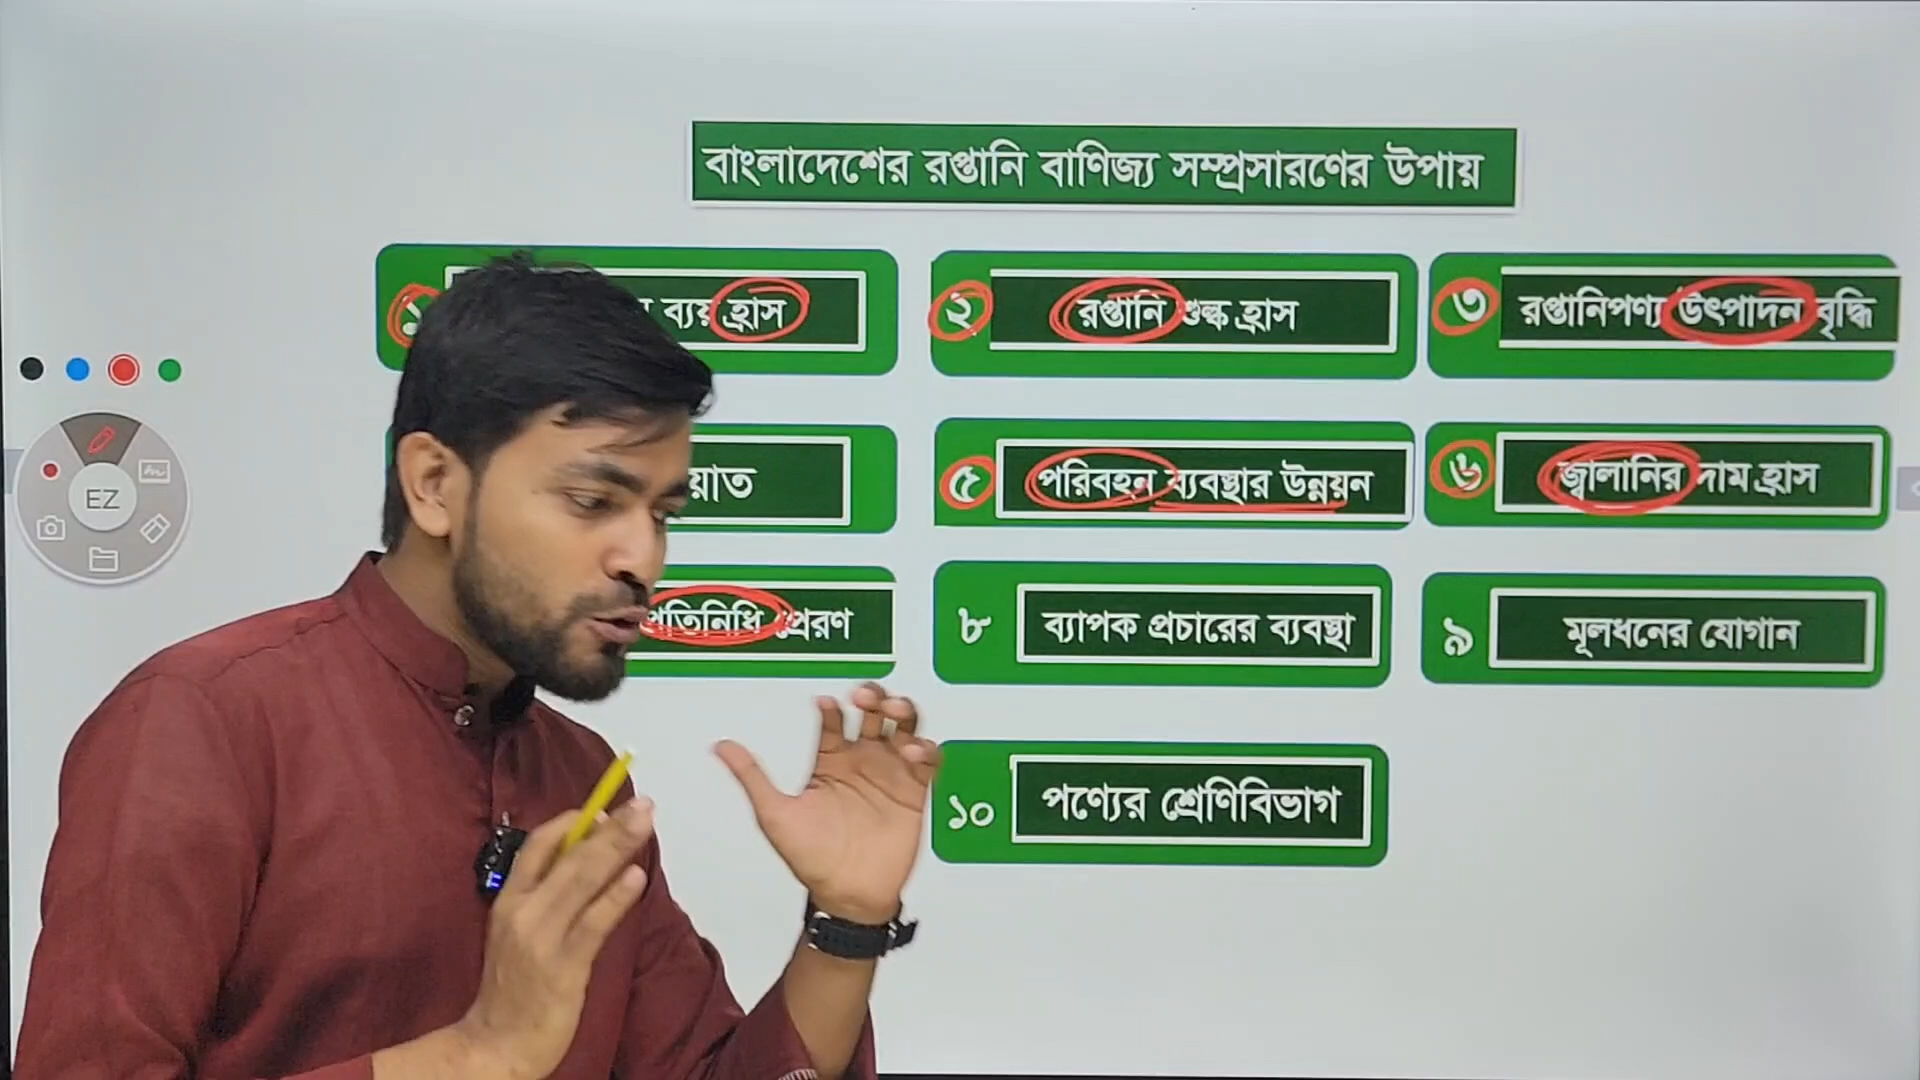 বাংলাদেশের রপ্তানি বাণিজ্য সম্প্রসারণের উপায়
১ ব্যয় হ্রাস
২ রপ্তানি শুল্ক হ্রাস
৩ রপ্তানিপণ্য উৎপাদন বৃদ্ধি
৫ পরিবহন ব্যবস্থার উন্নয়ন
৬ জ্বালানির দাম হ্রাস
প্রতিনিধি প্রেরণ
৮ ব্যাপক প্রচারের ব্যবস্থা
৯ মূলধনের যোগান
১০ পণ্যের শ্রেণিবিভাগ
EZ